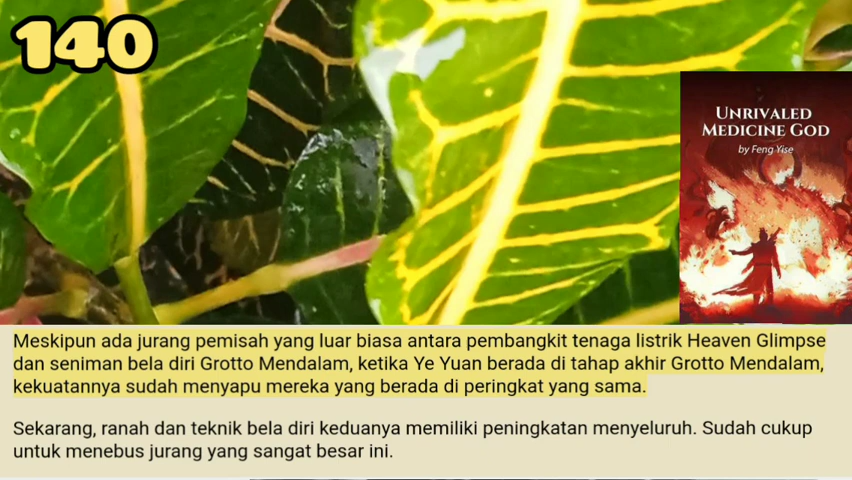 140
UNRIVALED
MEDICINE GOD
by Feng Yise
Meskipun ada jurang pemisah yang luar biasa antara pembangkit tenaga listrik Heaven Glimpse
dan seniman bela diri Grotto Mendalam, ketika Ye Yuan berada di tahap akhir Grotto Mendalam,
kekuatannya sudah menyapu mereka yang berada di peringkat yang sama.
Sekarang, ranah dan teknik bela diri keduanya memiliki peningkatan menyeluruh. Sudah cukup
untuk menebus jurang yang sangat besar ini.